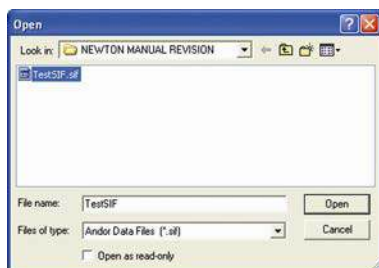 Open
Look in: NEWTON MANUAL REVISION
TestSIF.sif
File name: TestSIF Open
Files of type: Andor Data Files (*.sif) Cancel
Open as read-only